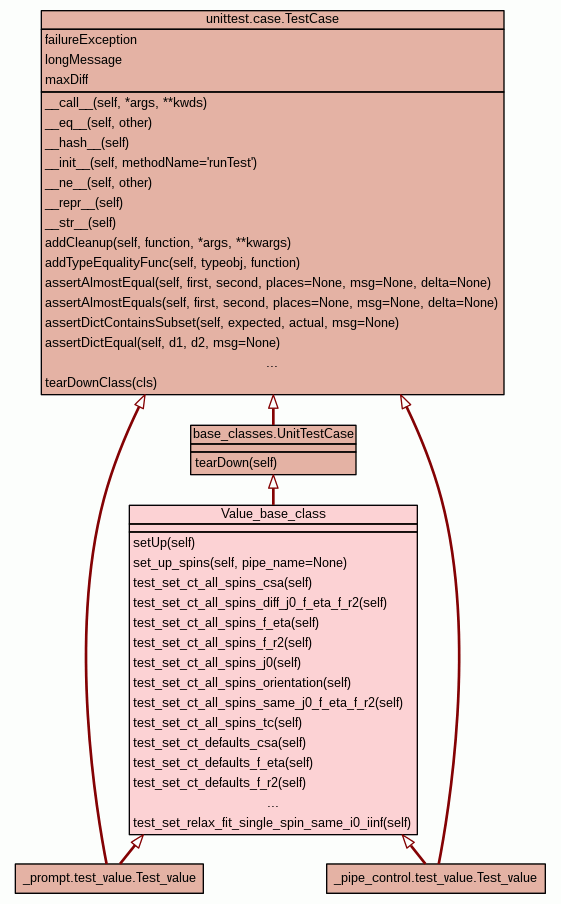 unittest.case.TestCase
failureException
longMessage
maxDiff
__call__(self, *args, **kwds)
__eq__(self, other)
__hash__(self)
__init__(self, methodName='runTest')
__ne__(self, other)
__repr__(self)
__str__(self)
addCleanup(self, function, *args, **kwargs)
addTypeEqualityFunc(self, typeobj, function)
assertAlmostEqual(self, first, second, places=None, msg=None, delta=None)
assertAlmostEquals(self, first, second, places=None, msg=None, delta=None)
assertDictContainsSubset(self, expected, actual, msg=None)
assertDictEqual(self, d1, d2, msg=None)
...
tearDownClass(cls)
base_classes.UnitTestCase
tearDown(self)
Value_base_class
setUp(self)
set_up_spins(self, pipe_name=None)
test_set_ct_all_spins_csa(self)
test_set_ct_all_spins_diff_j0_f_eta_f_r2(self)
test_set_ct_all_spins_f_eta(self)
test_set_ct_all_spins_f_r2(self)
test_set_ct_all_spins_j0(self)
test_set_ct_all_spins_orientation(self)
test_set_ct_all_spins_same_j0_f_eta_f_r2(self)
test_set_ct_all_spins_tc(self)
test_set_ct_defaults_csa(self)
test_set_ct_defaults_f_eta(self)
test_set_ct_defaults_f_r2(self)
...
test_set_relax_fit_single_spin_same_i0_iinf(self)
_prompt.test_value.Test_value
_pipe_control.test_value.Test_value